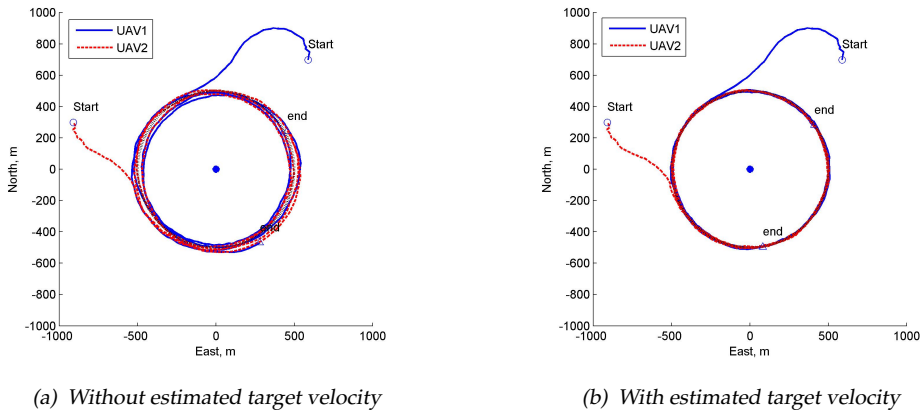 1000
800
600
400
200
0
-200
-400
-600
-800
-1000
-1000
-500
0
500
1000
North, m
East, m
UAV1
UAV2
Start
Start
end
end
(a) Without estimated target velocity
1000
800
600
400
200
0
-200
-400
-600
-800
-1000
-1000
-500
0
500
1000
North, m
East, m
UAV1
UAV2
Start
Start
end
end
(b) With estimated target velocity